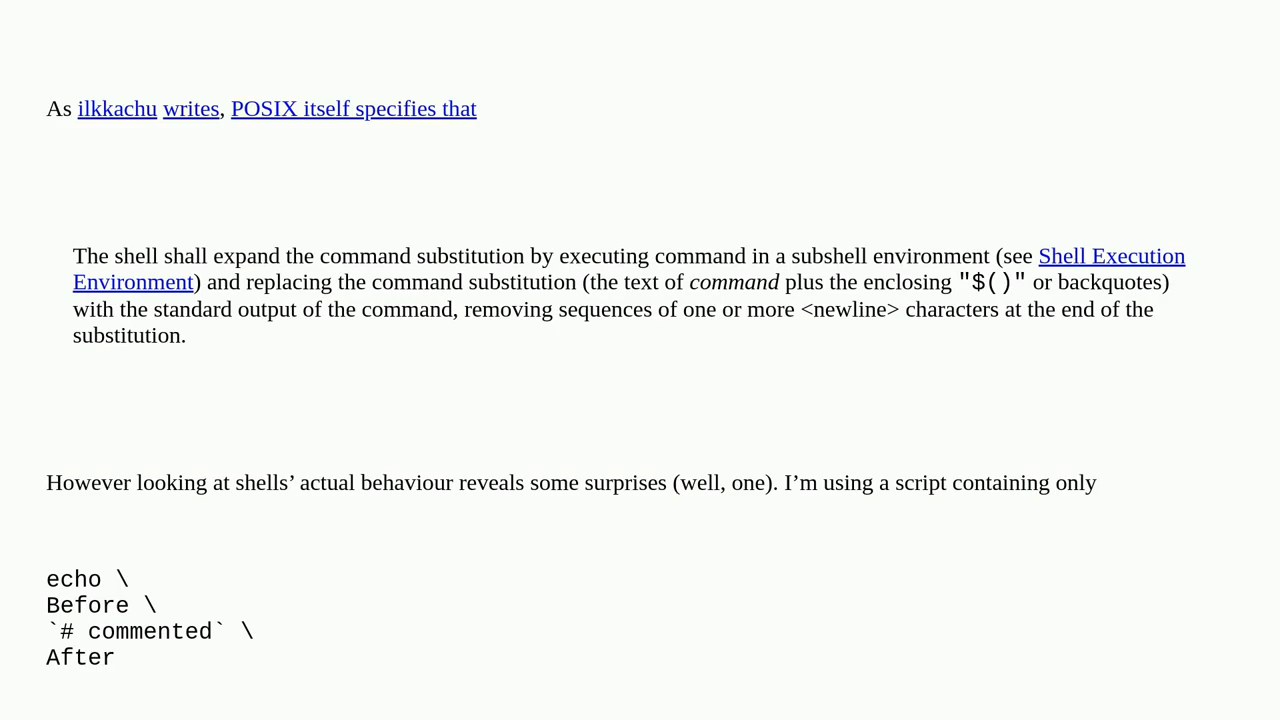 As ilkkachu writes, POSIX itself specifies that
The shell shall expand the command substitution by executing command in a subshell environment (see Shell Execution
Environment) and replacing the command substitution (the text of command plus the enclosing "$()" or backquotes)
with the standard output of the command, removing sequences of one or more <newline> characters at the end of the
substitution.
However looking at shells’ actual behaviour reveals some surprises (well, one). I’m using a script containing only
echo \
Before \
`# commented` \
After